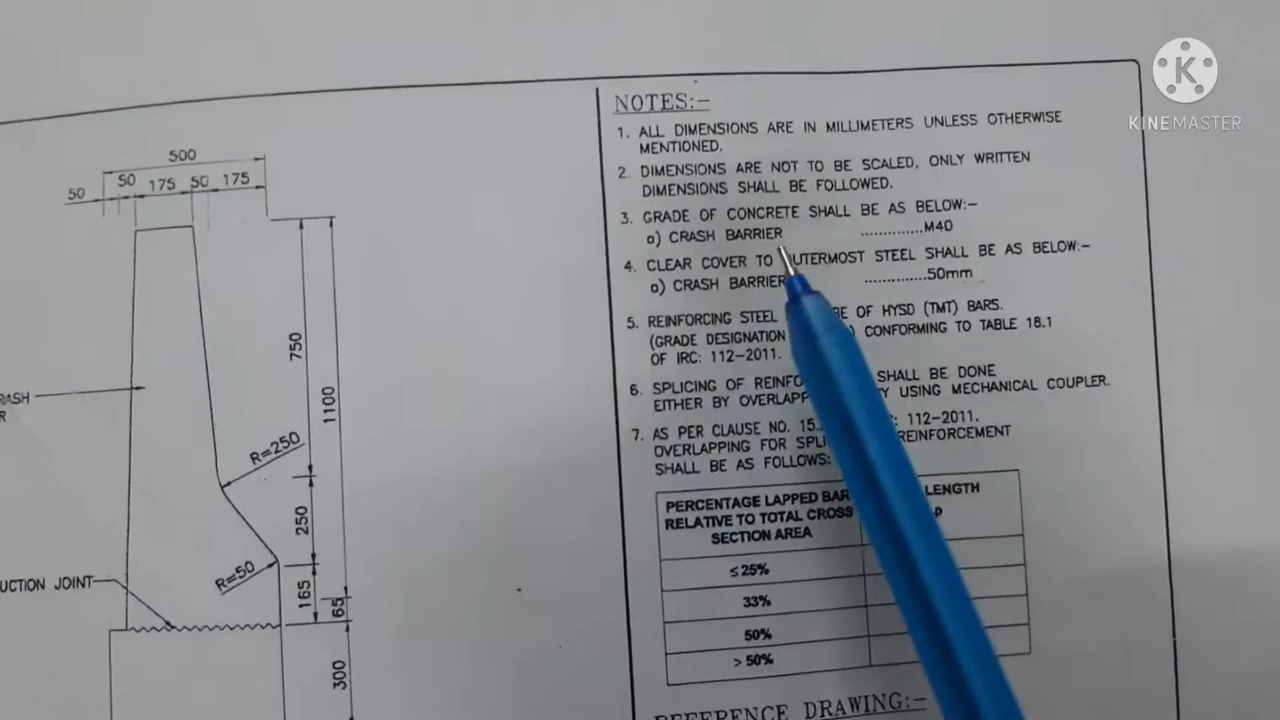 K
KINEMASTER
500
50
50
175
50
175
750
1100
R=250
250
R=50
165
65
300
UCTION JOINT
NOTES:-
1. ALL DIMENSIONS ARE IN MILLIMETERS UNLESS OTHERWISE
MENTIONED.
2. DIMENSIONS ARE NOT TO BE SCALED, ONLY WRITTEN
DIMENSIONS SHALL BE FOLLOWED.
3. GRADE OF CONCRETE SHALL BE AS BELOW:-
a) CRASH BARRIER ..............M40
4. CLEAR COVER TO UTERMOST STEEL SHALL BE AS BELOW:-
a) CRASH BARRIER ..............50mm
5. REINFORCING STEEL BE OF HYSD (TMT) BARS.
(GRADE DESIGNATION ) CONFORMING TO TABLE 18.1
OF IRC: 112-2011.
6. SPLICING OF REINFO SHALL BE DONE
EITHER BY OVERLAPP Y USING MECHANICAL COUPLER.
7. AS PER CLAUSE NO. 15. : 112-2011.
OVERLAPPING FOR SPLI REINFORCEMENT
SHALL BE AS FOLLOWS:
PERCENTAGE LAPPED BAR LENGTH
RELATIVE TO TOTAL CROSS P
SECTION AREA
≤25%
33%
50%
>50%
REFERENCE DRAWING:-